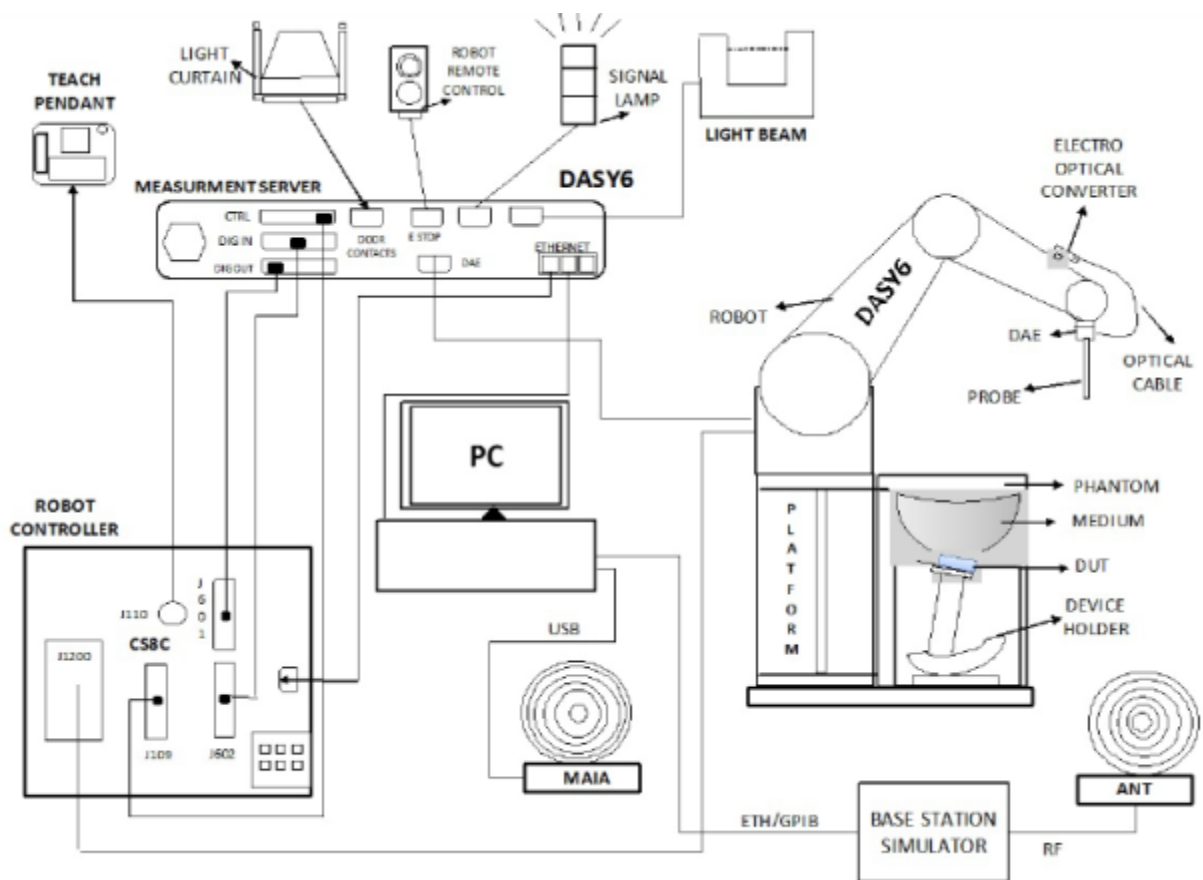 LIGHT
CURTAIN
ROBOT
REMOTE
CONTROL
SIGNAL
LAMP
LIGHT BEAM
TEACH
PENDANT
MEASURMENT SERVER
DASY6
CTRL
DIG IN
DIG OUT
DOOR
CONTACTS
E STOP
DAE
ETHERNET
ELECTRO
OPTICAL
CONVERTER
ROBOT
DASY6
DAE
PROBE
OPTICAL
CABLE
PC
PLATFORM
PHANTOM
MEDIUM
DUT
DEVICE
HOLDER
ROBOT
CONTROLLER
J110
J601
CS8C
J1200
J109
J602
USB
MAIA
ANT
ETH/GPIB
BASE STATION
SIMULATOR
RF